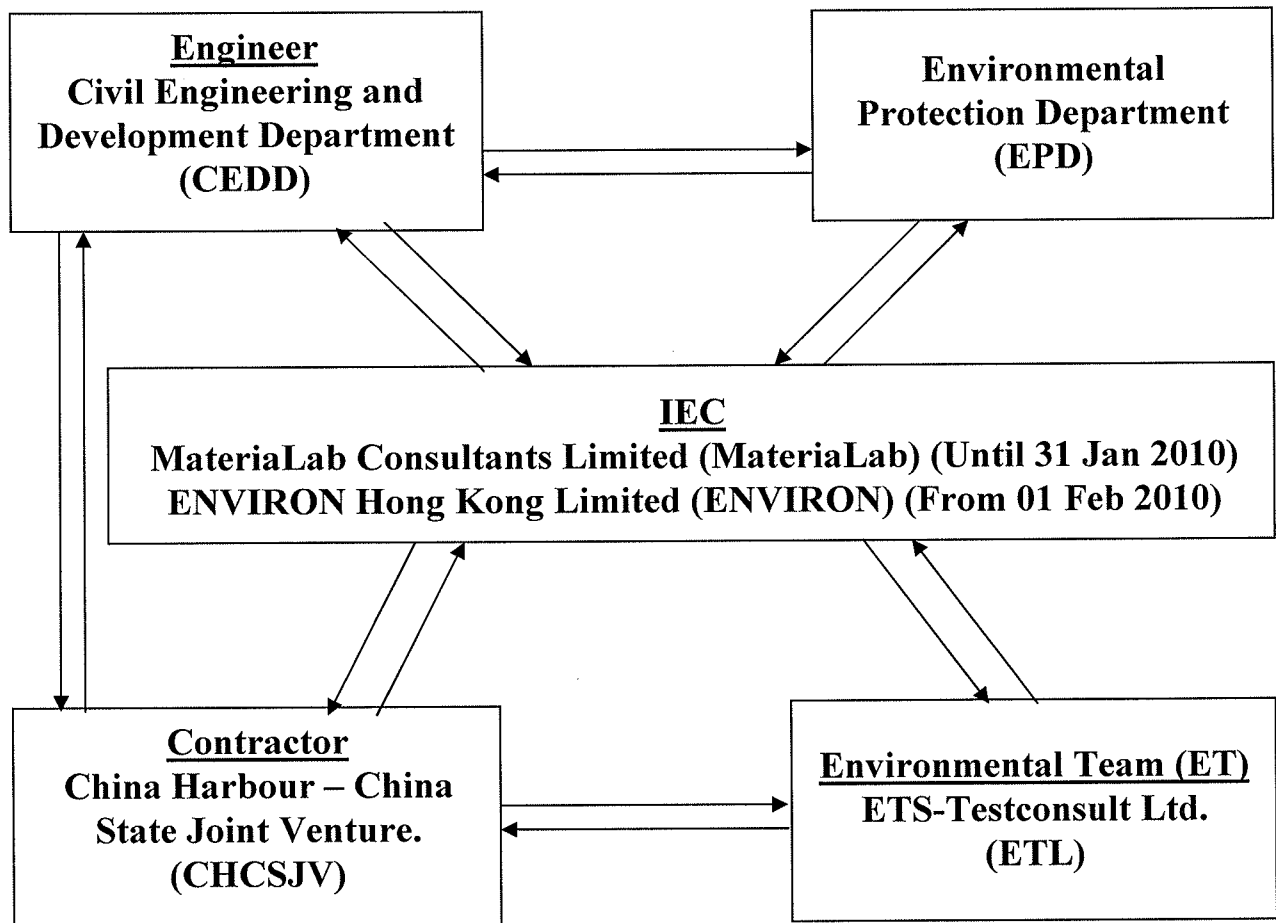 Engineer
Civil Engineering and
Development Department
(CEDD)
Environmental
Protection Department
(EPD)
IEC
MateriaLab Consultants Limited (MateriaLab) (Until 31 Jan 2010)
ENVIRON Hong Kong Limited (ENVIRON) (From 01 Feb 2010)
Contractor
China Harbour – China
State Joint Venture.
(CHCSJV)
Environmental Team (ET)
ETS-Testconsult Ltd.
(ETL)